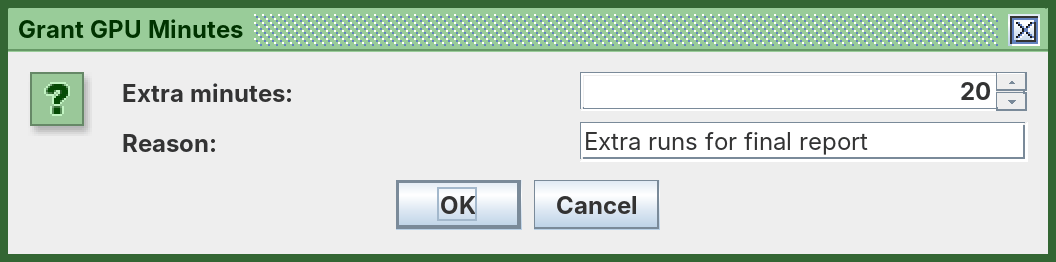 Grant GPU Minutes
Extra minutes: 20
Reason: Extra runs for final report
OK Cancel